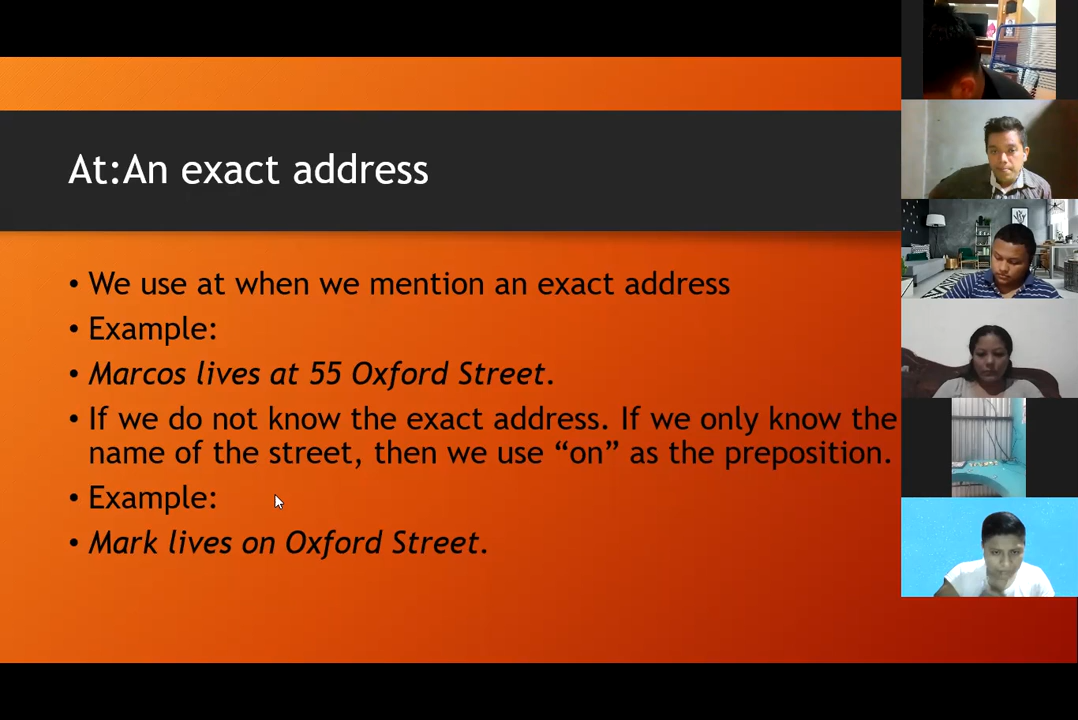 At:An exact address
• We use at when we mention an exact address
• Example:
• Marcos lives at 55 Oxford Street.
• If we do not know the exact address. If we only know the
name of the street, then we use “on” as the preposition.
• Example:
• Mark lives on Oxford Street.